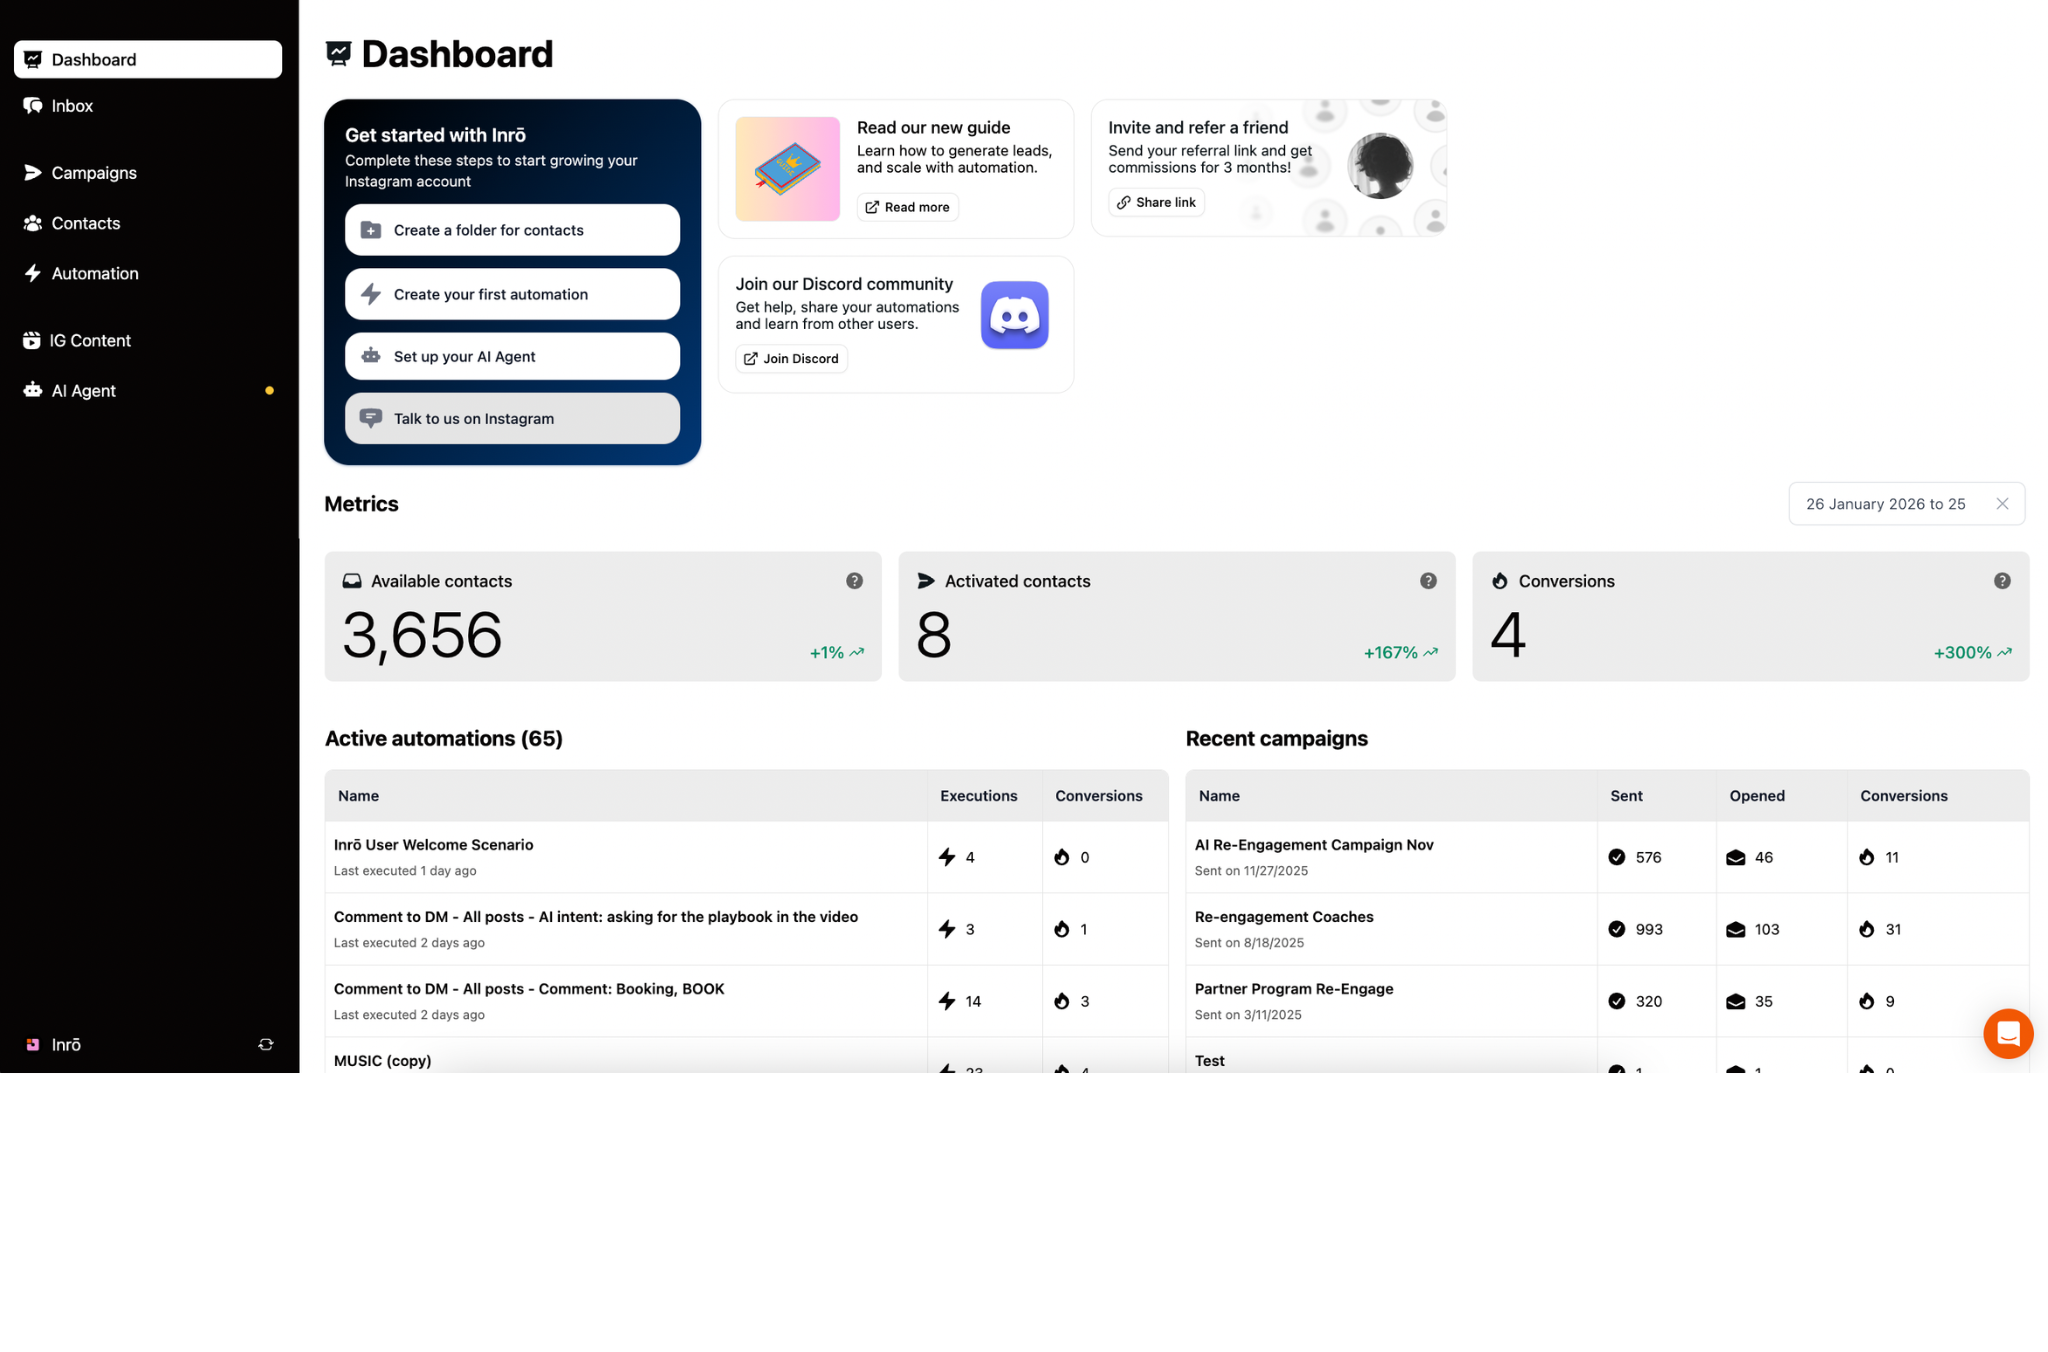 Dashboard
Inbox
Campaigns
Contacts
Automation
IG Content
AI Agent
Inrō
Dashboard
Get started with Inrō
Complete these steps to start growing your
Instagram account
Create a folder for contacts
Create your first automation
Set up your AI Agent
Talk to us on Instagram
Read our new guide
Learn how to generate leads,
and scale with automation.
Read more
Join our Discord community
Get help, share your automations
and learn from other users.
Join Discord
Invite and refer a friend
Send your referral link and get
commissions for 3 months!
Share link
Metrics
26 January 2026 to 25
Available contacts
3,656
+1%
Activated contacts
8
+167%
Conversions
4
+300%
Active automations (65)
Name Executions Conversions
Inrō User Welcome Scenario
Last executed 1 day ago
4 0
Comment to DM - All posts - AI intent: asking for the playbook in the video
Last executed 2 days ago
3 1
Comment to DM - All posts - Comment: Booking, BOOK
Last executed 2 days ago
14 3
MUSIC (copy)
Recent campaigns
Name Sent Opened Conversions
AI Re-Engagement Campaign Nov
Sent on 11/27/2025
576 46 11
Re-engagement Coaches
Sent on 8/18/2025
993 103 31
Partner Program Re-Engage
Sent on 3/11/2025
320 35 9
Test